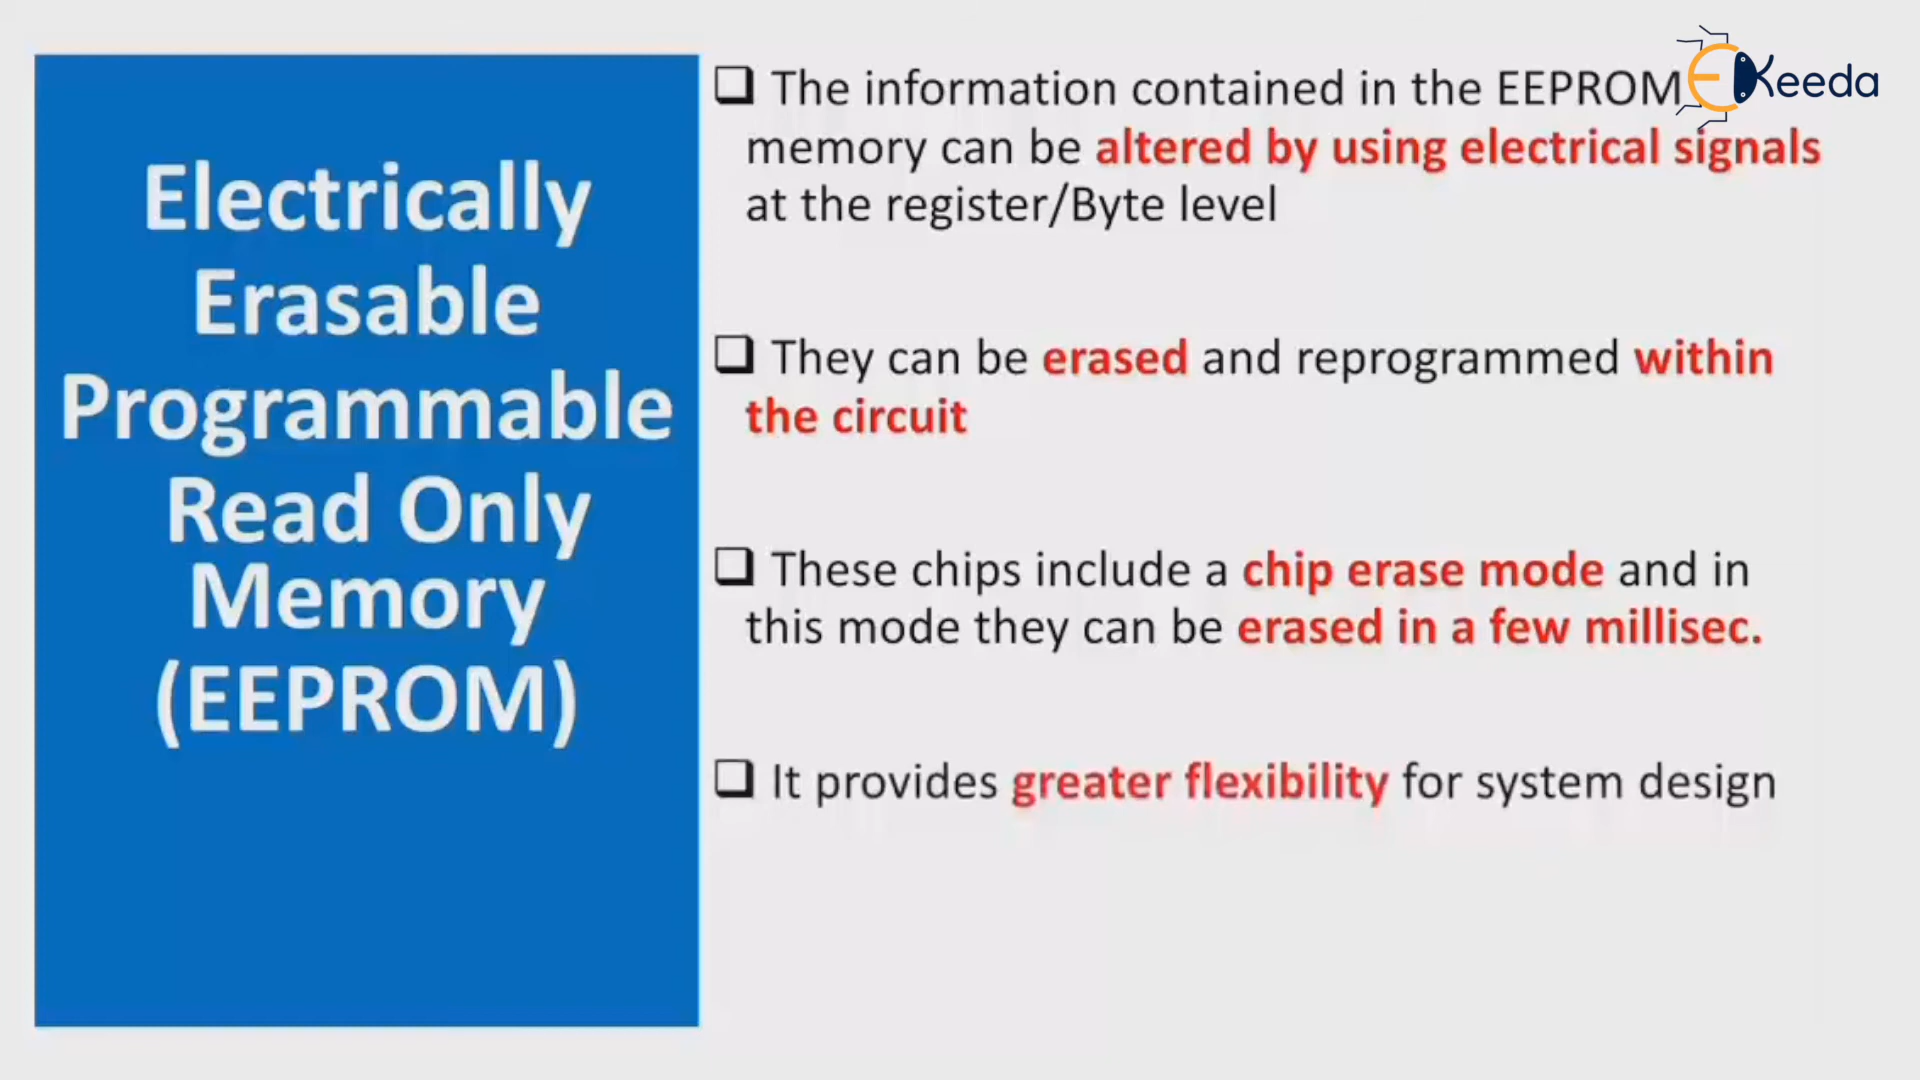 Electrically
Erasable
Programmable
Read Only
Memory
(EEPROM)
The information contained in the EEPROM
memory can be altered by using electrical signals
at the register/Byte level
They can be erased and reprogrammed within
the circuit
These chips include a chip erase mode and in
this mode they can be erased in a few millisec.
It provides greater flexibility for system design
EKeeda